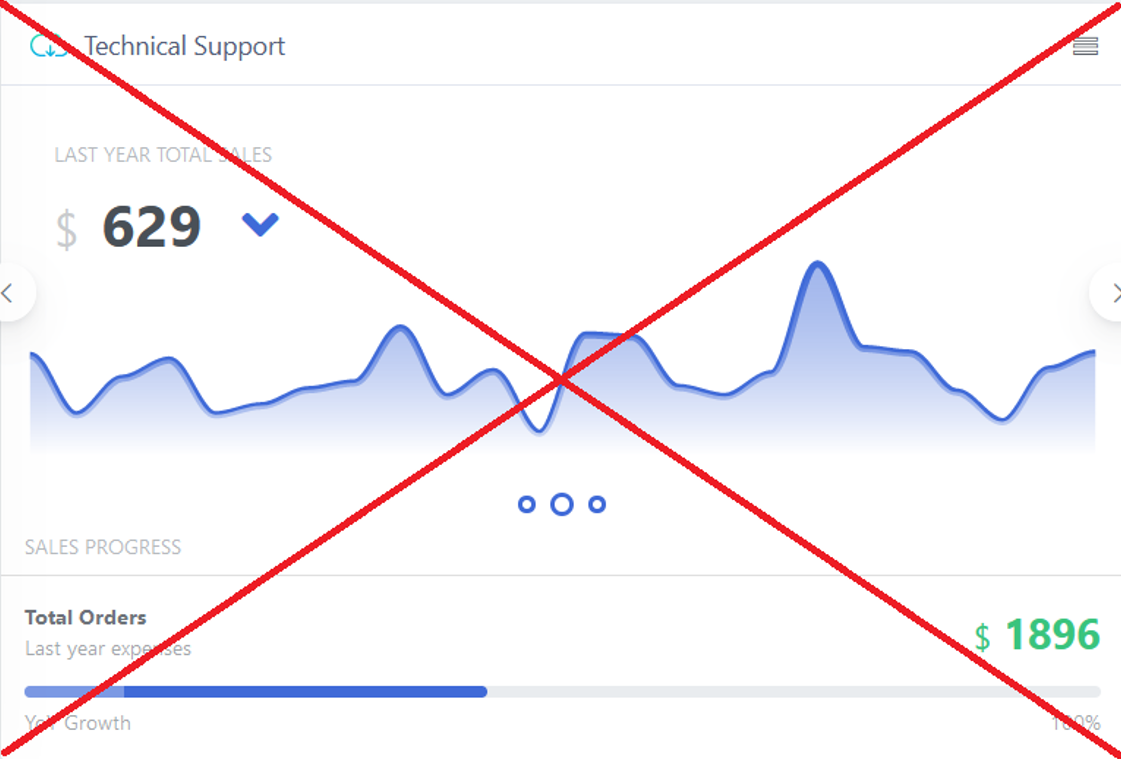 Technical Support
LAST YEAR TOTAL SALES
$ 629
SALES PROGRESS
Total Orders
Last year expenses
$ 1896
YoY Growth
100%